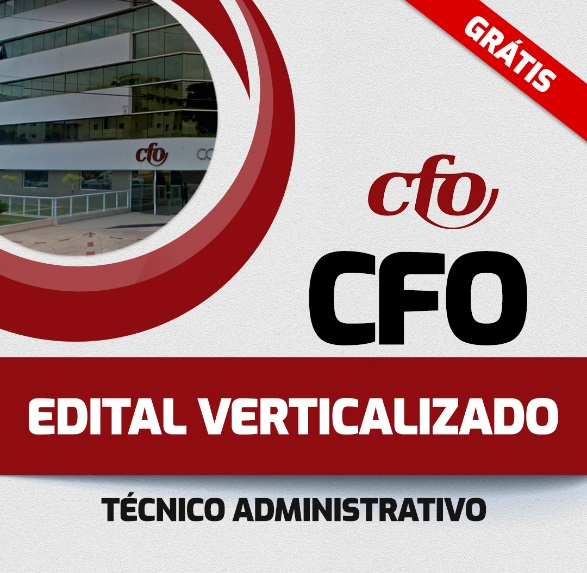 GRÁTIS
cfo
cfo
CFO
EDITAL VERTICALIZADO
TÉCNICO ADMINISTRATIVO